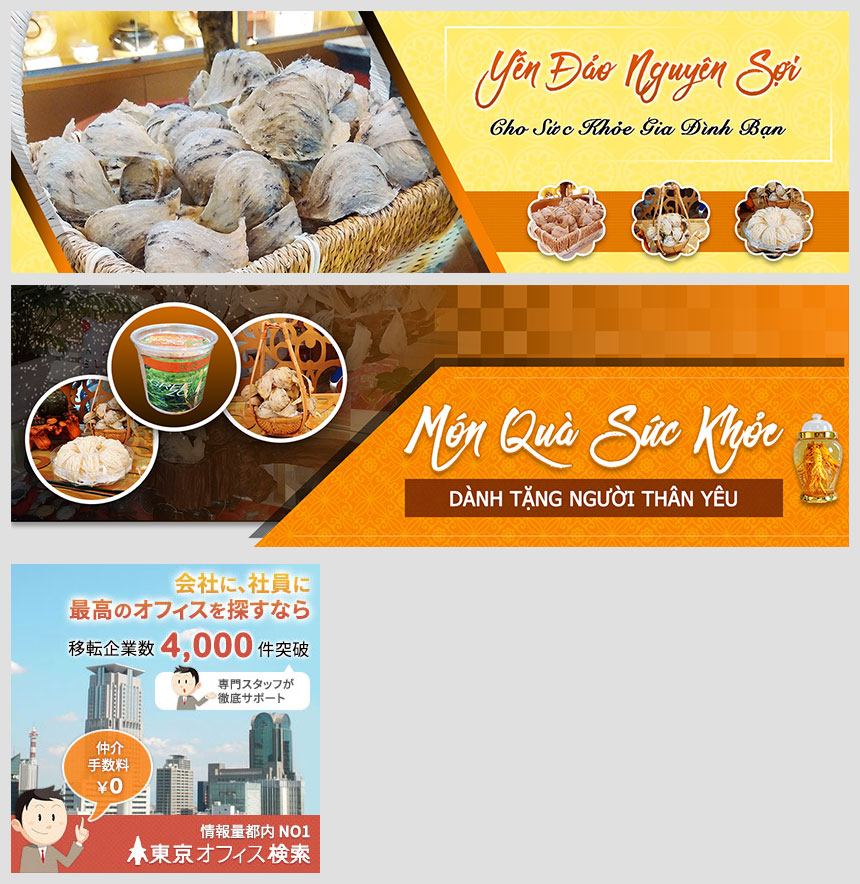 Yến Đảo Nguyên Sợi
Cho Sức Khỏe Gia Đình Bạn
Món Quà Sức Khỏe
DÀNH TẶNG NGƯỜI THÂN YÊU
会社に、社員に
最高のオフィスを探すなら
移転企業数 4,000 件突破
専門スタッフが
徹底サポート
仲介
手数料
¥0
情報量都内 NO1
東京オフィス検索